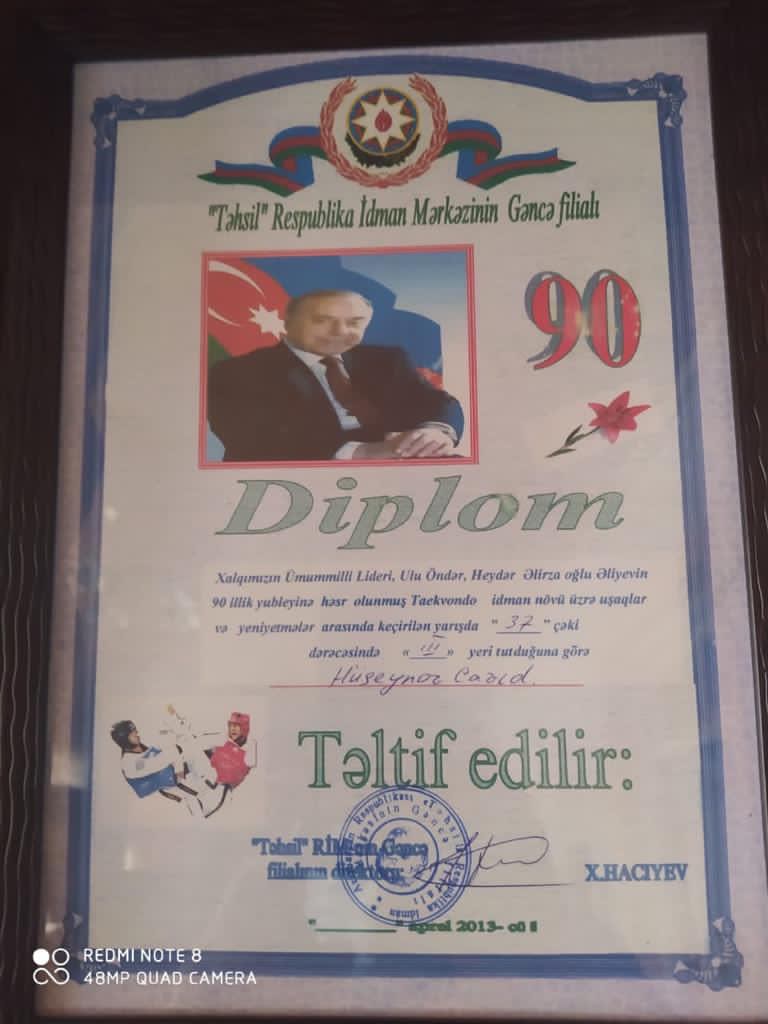 "Təhsil" Respublika İdman Mərkəzinin Gəncə filialı
90
Diplom
Xalqımızın Ümummilli Lideri, Ulu Öndər, Heydər Əlirza oğlu Əliyevin
90 illik yubleyinə həsr olunmuş Taekvondo idman növü üzrə uşaqlar
və yeniyetmələr arasında keçirilən yarışda "37" çəki
dərəcəsində «III» yeri tutduğuna görə
Hüseynov Cavid.
Təltif edilir:
"Təhsil" RİM-nin Gəncə
filialının direktoru:
X.HACIYEV
"________" aprel 2013- cü il
REDMI NOTE 8
48MP QUAD CAMERA